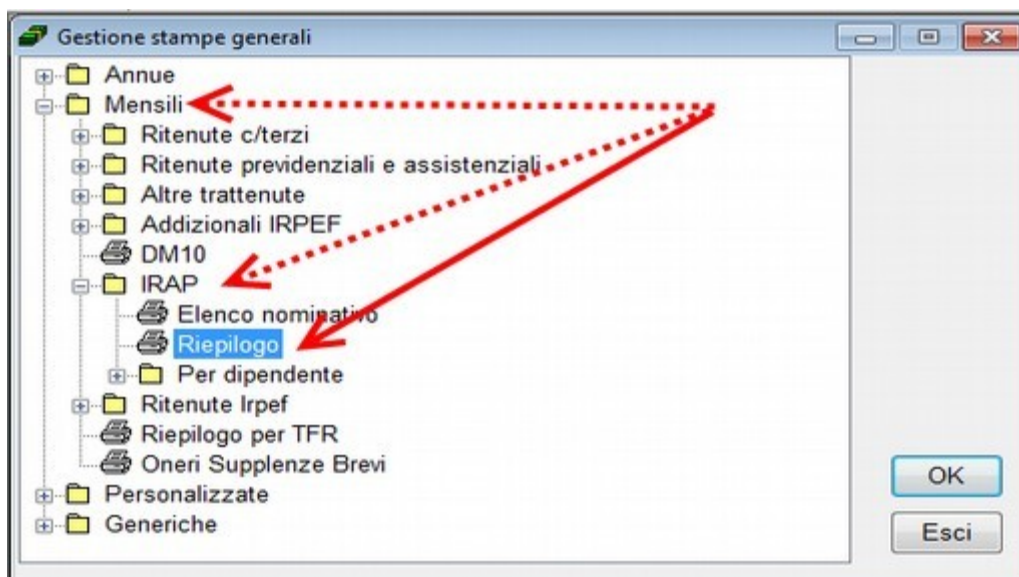 Gestione stampe generali
Annue
Mensili
Ritenute c/terzi
Ritenute previdenziali e assistenziali
Altre trattenute
Addizionali IRPEF
DM10
IRAP
Elenco nominativo
Riepilogo
Per dipendente
Ritenute Irpef
Riepilogo per TFR
Oneri Supplenze Brevi
Personalizzate
Generiche
OK
Esci